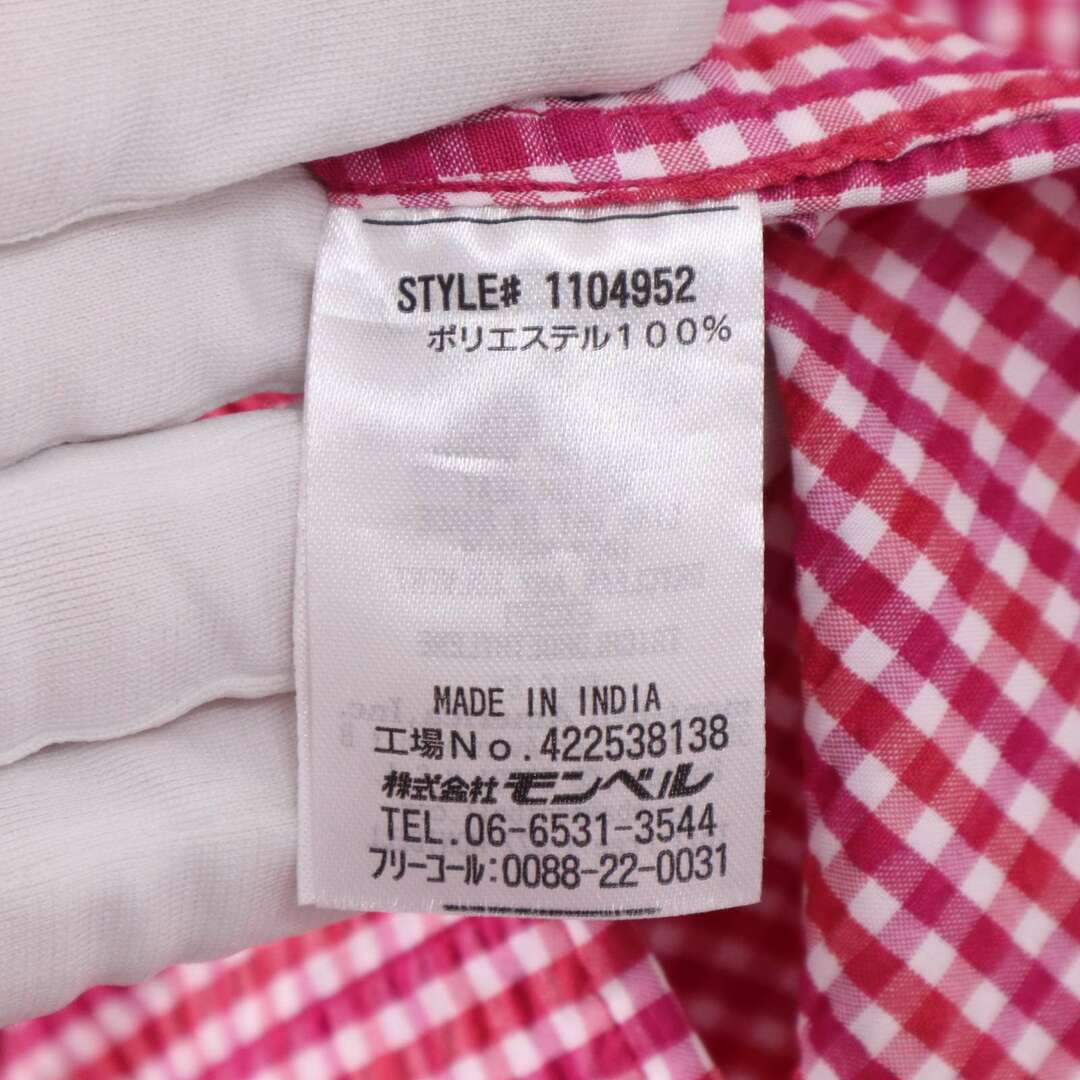 STYLE# 1104952
ポリエステル１００％
MADE IN INDIA
工場Ｎｏ.422538138
株式会社モンベル
TEL.06-6531-3544
フリーコール:0088-22-0031